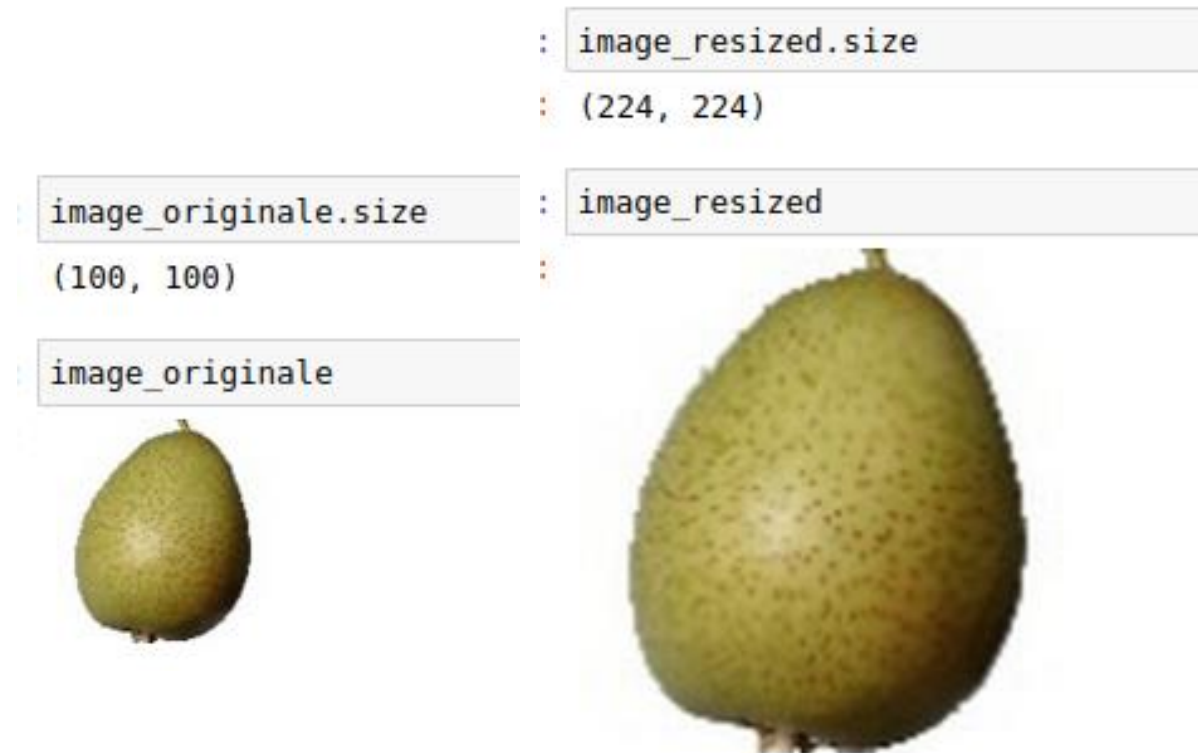 image_originale.size
(100, 100)
image_originale
: image_resized.size
: (224, 224)
: image_resized
: